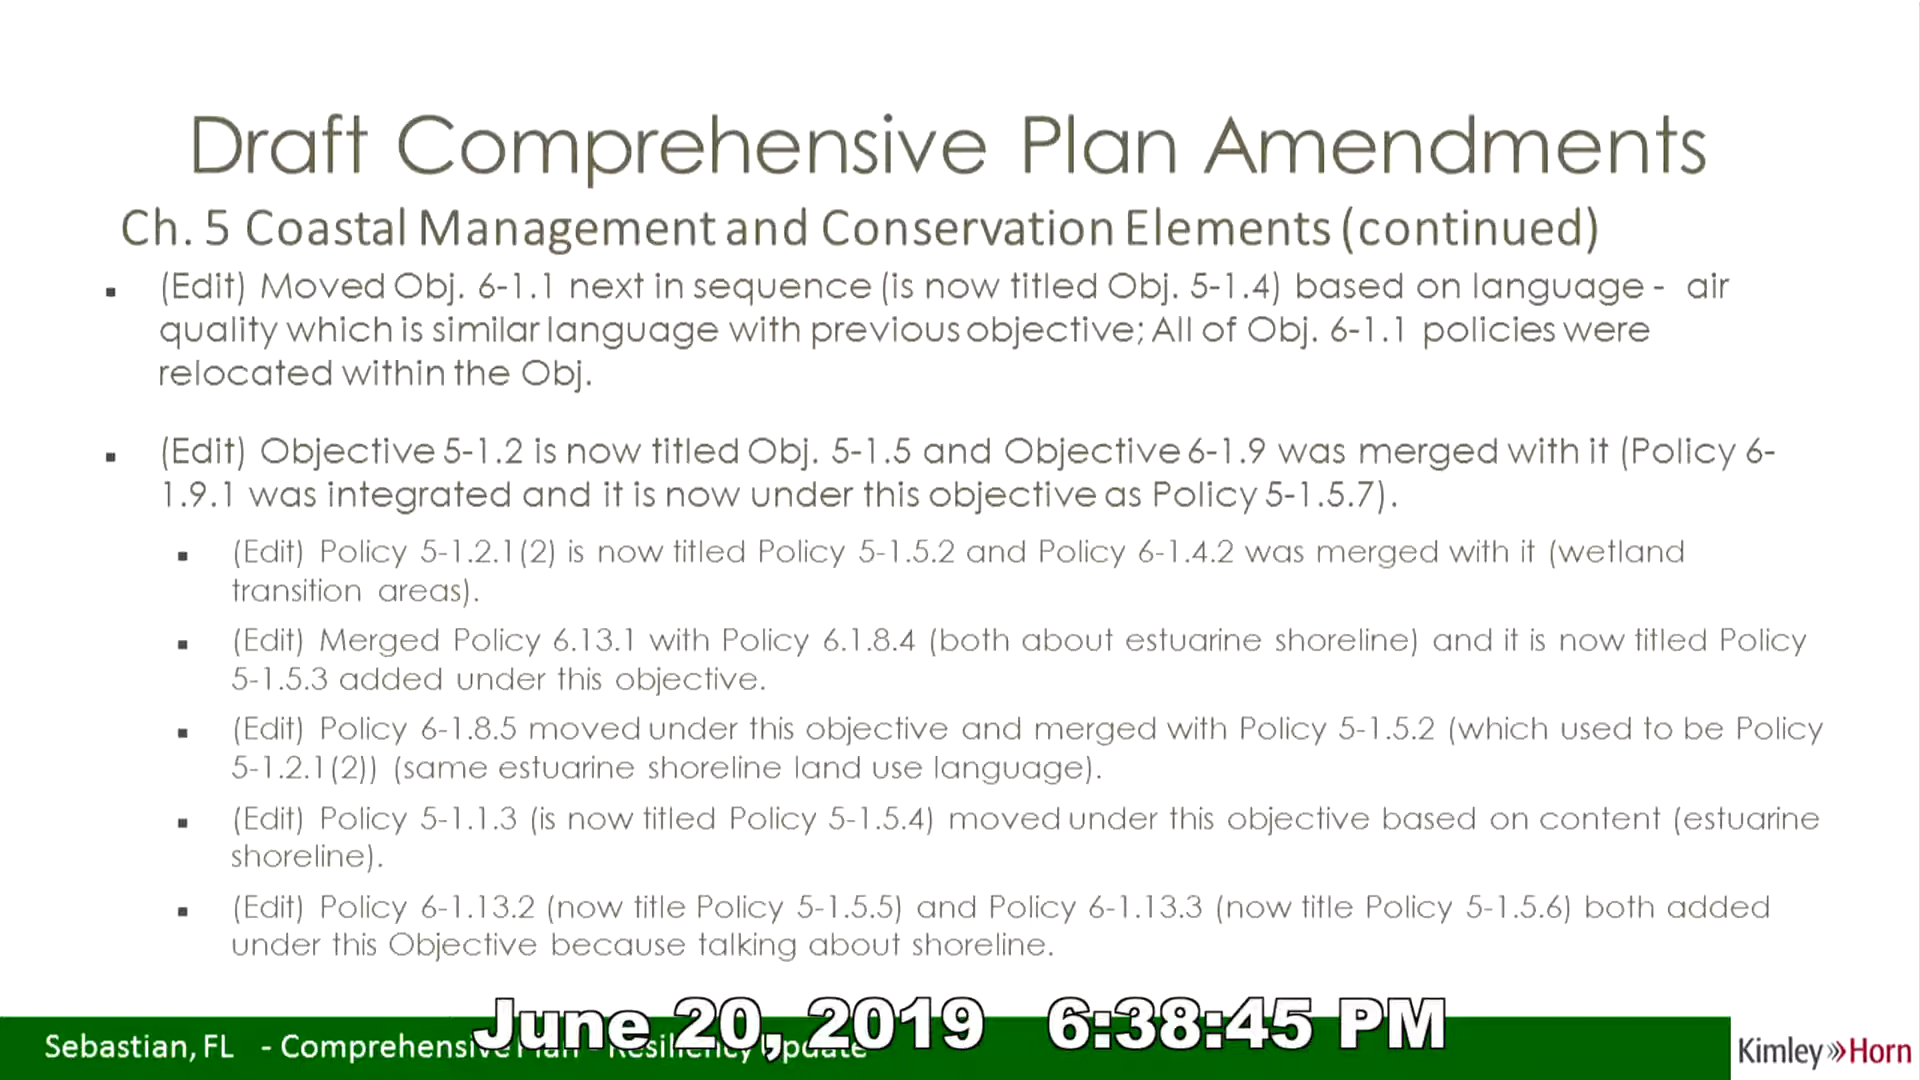 Draft Comprehensive Plan Amendments
Ch. 5 Coastal Management and Conservation Elements (continued)
▪ (Edit) Moved Obj. 6-1.1 next in sequence (is now titled Obj. 5-1.4) based on language - air
quality which is similar language with previous objective; All of Obj. 6-1.1 policies were
relocated within the Obj.
▪ (Edit) Objective 5-1.2 is now titled Obj. 5-1.5 and Objective 6-1.9 was merged with it (Policy 6-
1.9.1 was integrated and it is now under this objective as Policy 5-1.5.7).
▪ (Edit) Policy 5-1.2.1(2) is now titled Policy 5-1.5.2 and Policy 6-1.4.2 was merged with it (wetland
transition areas).
▪ (Edit) Merged Policy 6.13.1 with Policy 6.1.8.4 (both about estuarine shoreline) and it is now titled Policy
5-1.5.3 added under this objective.
▪ (Edit) Policy 6-1.8.5 moved under this objective and merged with Policy 5-1.5.2 (which used to be Policy
5-1.2.1(2)) (same estuarine shoreline land use language).
▪ (Edit) Policy 5-1.1.3 (is now titled Policy 5-1.5.4) moved under this objective based on content (estuarine
shoreline).
▪ (Edit) Policy 6-1.13.2 (now title Policy 5-1.5.5) and Policy 6-1.13.3 (now title Policy 5-1.5.6) both added
under this Objective because talking about shoreline.
June 20, 2019 6:38:45 PM
Sebastian, FL - Comprehensive Plan - Resiliency Update
Kimley»Horn